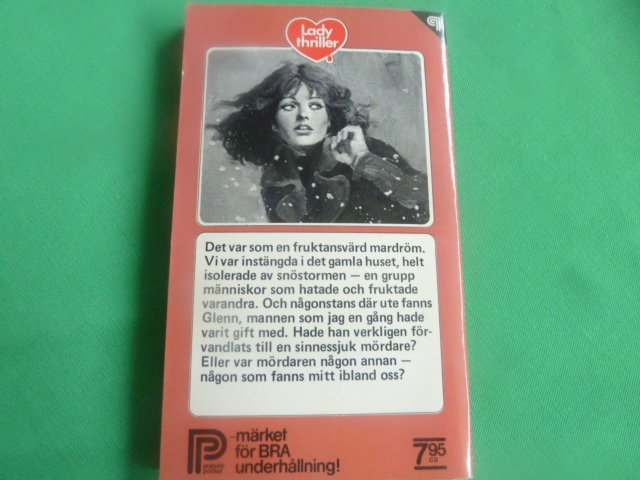 Lady
thriller
Det var som en fruktansvärd mardröm.
Vi var instängda i det gamla huset, helt
isolerade av snöstormen – en grupp
människor som hatade och fruktade
varandra. Och någonstans där ute fanns
Glenn, mannen som jag en gång hade
varit gift med. Hade han verkligen för-
vandlats till en sinnessjuk mördare?
Eller var mördaren någon annan –
någon som fanns mitt ibland oss?
-märket
för BRA
underhållning!
P
populär
pocket
7 95
ca